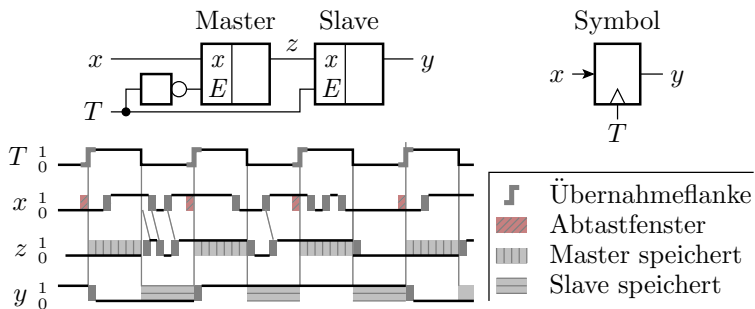 Master Slave Symbol
x x z x y x y
E E
T T
T 1 0
x 1 0
z 1 0
y 1 0
Übernahmeflanke
Abtastfenster
Master speichert
Slave speichert